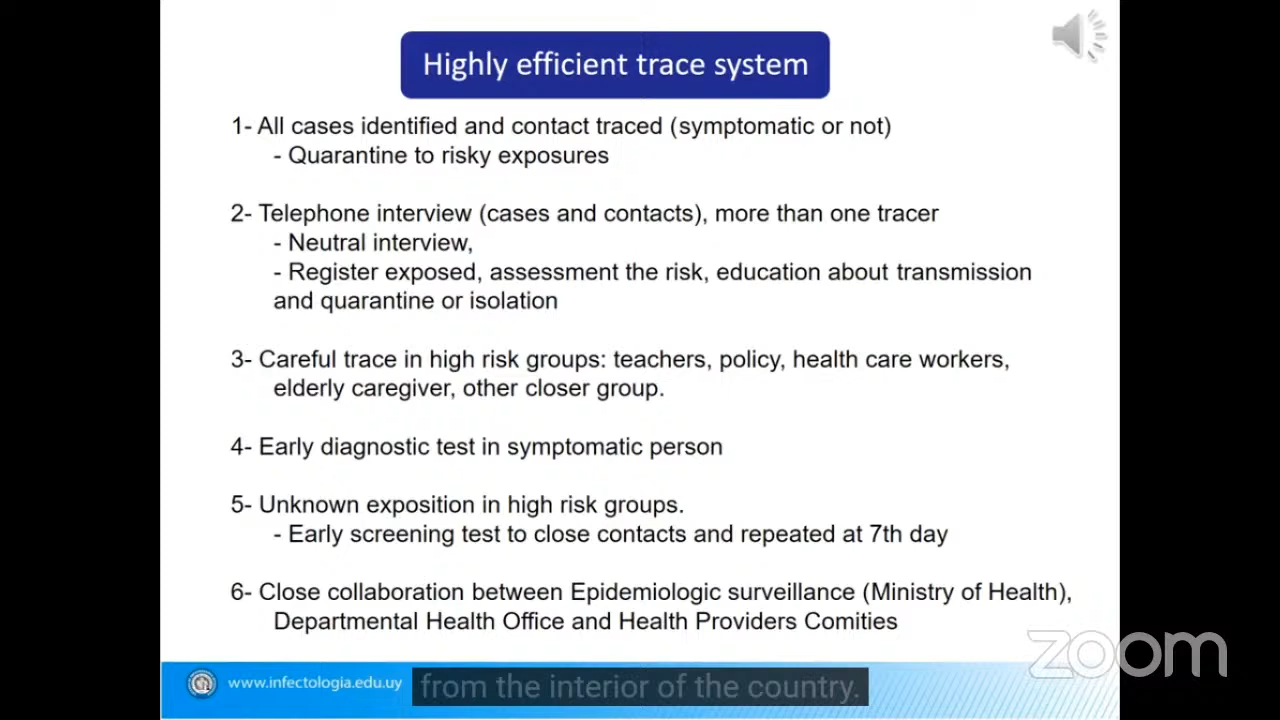 Highly efficient trace system
1- All cases identified and contact traced (symptomatic or not)
- Quarantine to risky exposures
2- Telephone interview (cases and contacts), more than one tracer
- Neutral interview,
- Register exposed, assessment the risk, education about transmission
and quarantine or isolation
3- Careful trace in high risk groups: teachers, policy, health care workers,
elderly caregiver, other closer group.
4- Early diagnostic test in symptomatic person
5- Unknown exposition in high risk groups.
- Early screening test to close contacts and repeated at 7th day
6- Close collaboration between Epidemiologic surveillance (Ministry of Health),
Departmental Health Office and Health Providers Comities
zoom
www.infectologia.edu.uy
from the interior of the country.